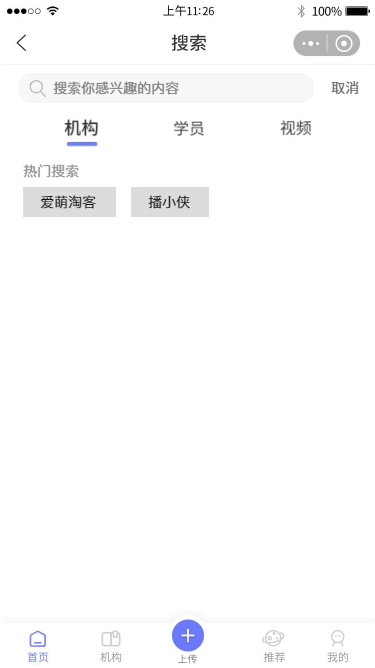 上午11:26
100%
搜索
搜索你感兴趣的内容
取消
机构
学员
视频
热门搜索
爱萌淘客
播小侠
首页
机构
上传
推荐
我的